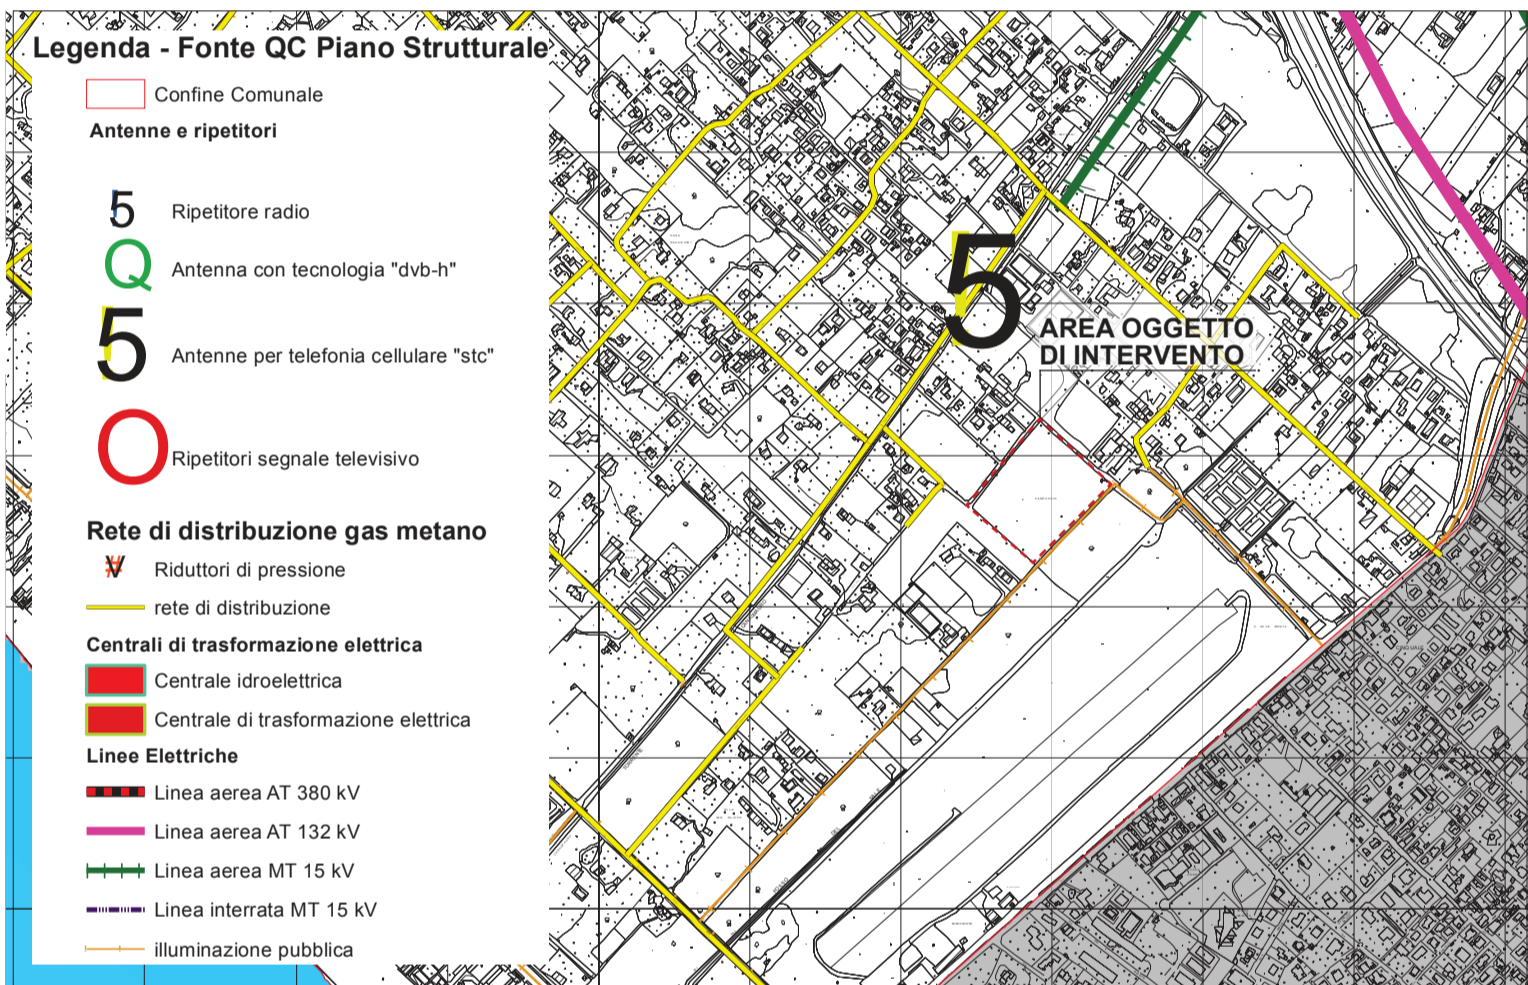 Legenda - Fonte QC Piano Strutturale
Confine Comunale
Antenne e ripetitori
5 Ripetitore radio
Q Antenna con tecnologia "dvb-h"
5 Antenne per telefonia cellulare "stc"
O Ripetitori segnale televisivo
Rete di distribuzione gas metano
Riduttori di pressione
rete di distribuzione
Centrali di trasformazione elettrica
Centrale idroelettrica
Centrale di trasformazione elettrica
Linee Elettriche
Linea aerea AT 380 kV
Linea aerea AT 132 kV
Linea aerea MT 15 kV
Linea interrata MT 15 kV
illuminazione pubblica
5
AREA OGGETTO
DI INTERVENTO
CINQUALE